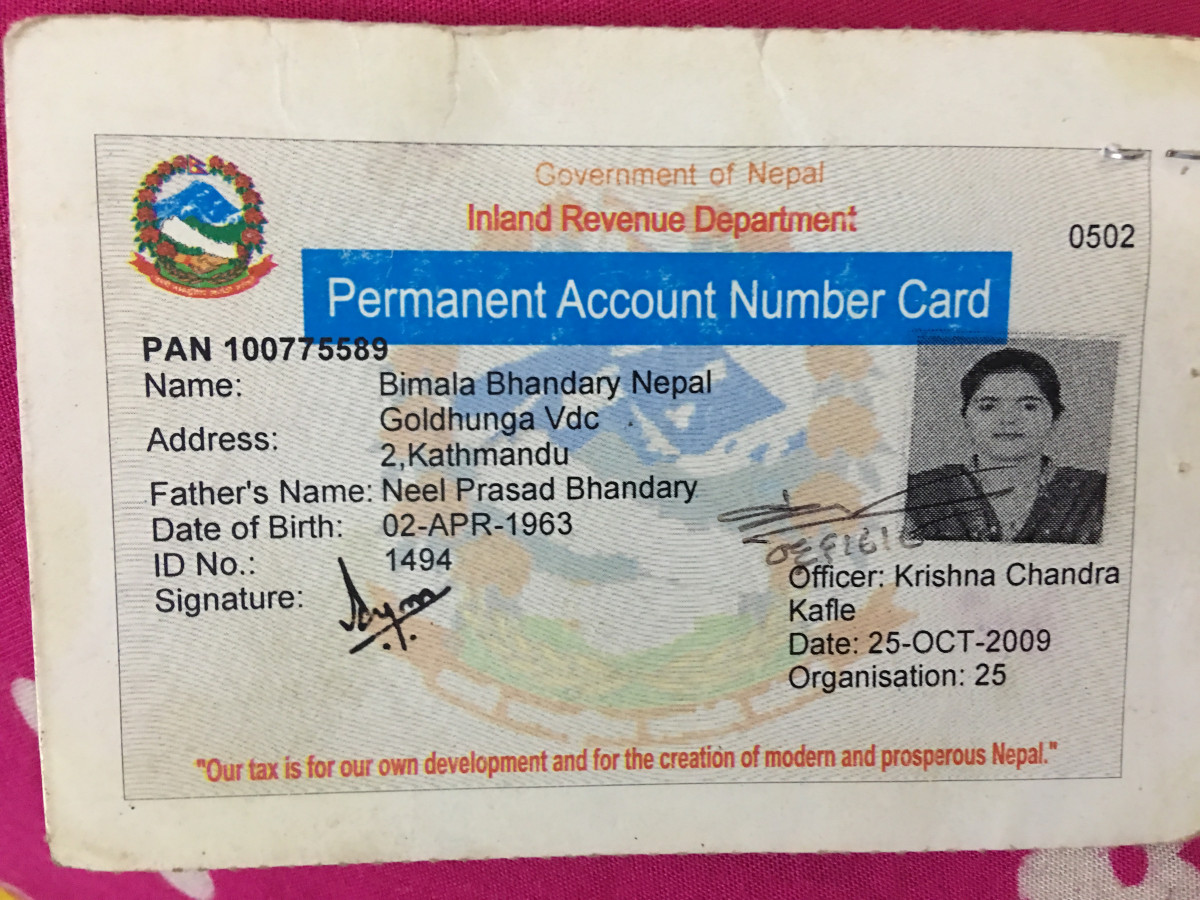 Government of Nepal
Inland Revenue Department
0502
Permanent Account Number Card
PAN 100775589
Name: Bimala Bhandary Nepal
Address: Goldhunga Vdc
2,Kathmandu
Father's Name: Neel Prasad Bhandary
Date of Birth: 02-APR-1963
ID No.: 1494
Signature:
Officer: Krishna Chandra
Kafle
Date: 25-OCT-2009
Organisation: 25
"Our tax is for our own development and for the creation of modern and prosperous Nepal."